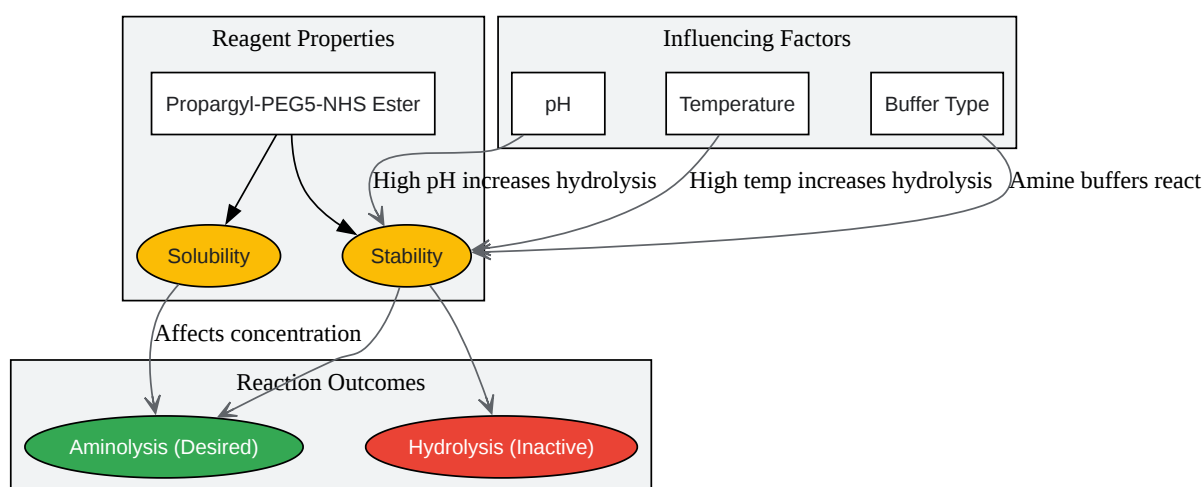 Reagent Properties
Influencing Factors
Propargyl-PEG5-NHS Ester
pH
Temperature
Buffer Type
High pH increases hydrolysis
High temp increases hydrolysis
Amine buffers react
Solubility
Stability
Affects concentration
Reaction Outcomes
Aminolysis (Desired)
Hydrolysis (Inactive)